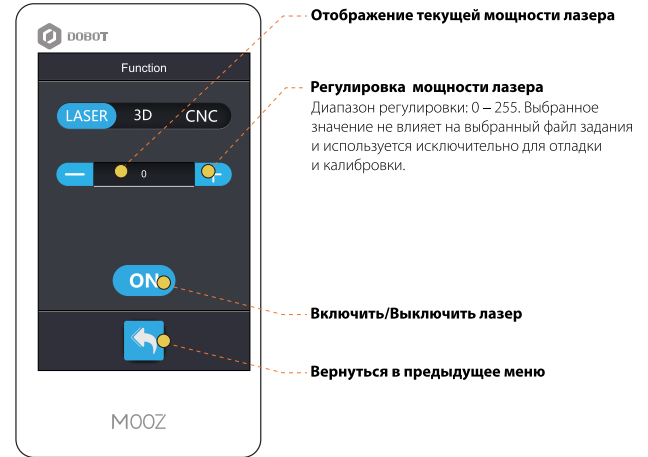 Отображение текущей мощности лазера
DOBOT
Function
Регулировка мощности лазера
LASER 3D CNC
Диапазон регулировки: 0 – 255. Выбранное
значение не влияет на выбранный файл задания
и используется исключительно для отладки
и калибровки.
0
ON
Включить/Выключить лазер
Вернуться в предыдущее меню
MOOZ